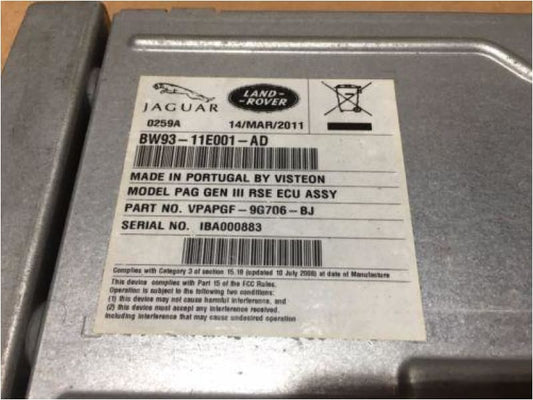 JAGUAR
LAND-
-ROVER
0259A 14/MAR/2011
BW93-11E001-AD
MADE IN PORTUGAL BY VISTEON
MODEL PAG GEN III RSE ECU ASSY
PART NO. VPAPGF-9G706-BJ
SERIAL NO. IBA000883
Complies with Category 3 of section 15.18 (updated 10 July 2008) at date of Manufacture
This device complies with Part 15 of the FCC Rules.
Operation is subject to the following two conditions:
(1) this device may not cause harmful interference, and
(2) this device must accept any interference received.
Including interference that may cause undesired operation